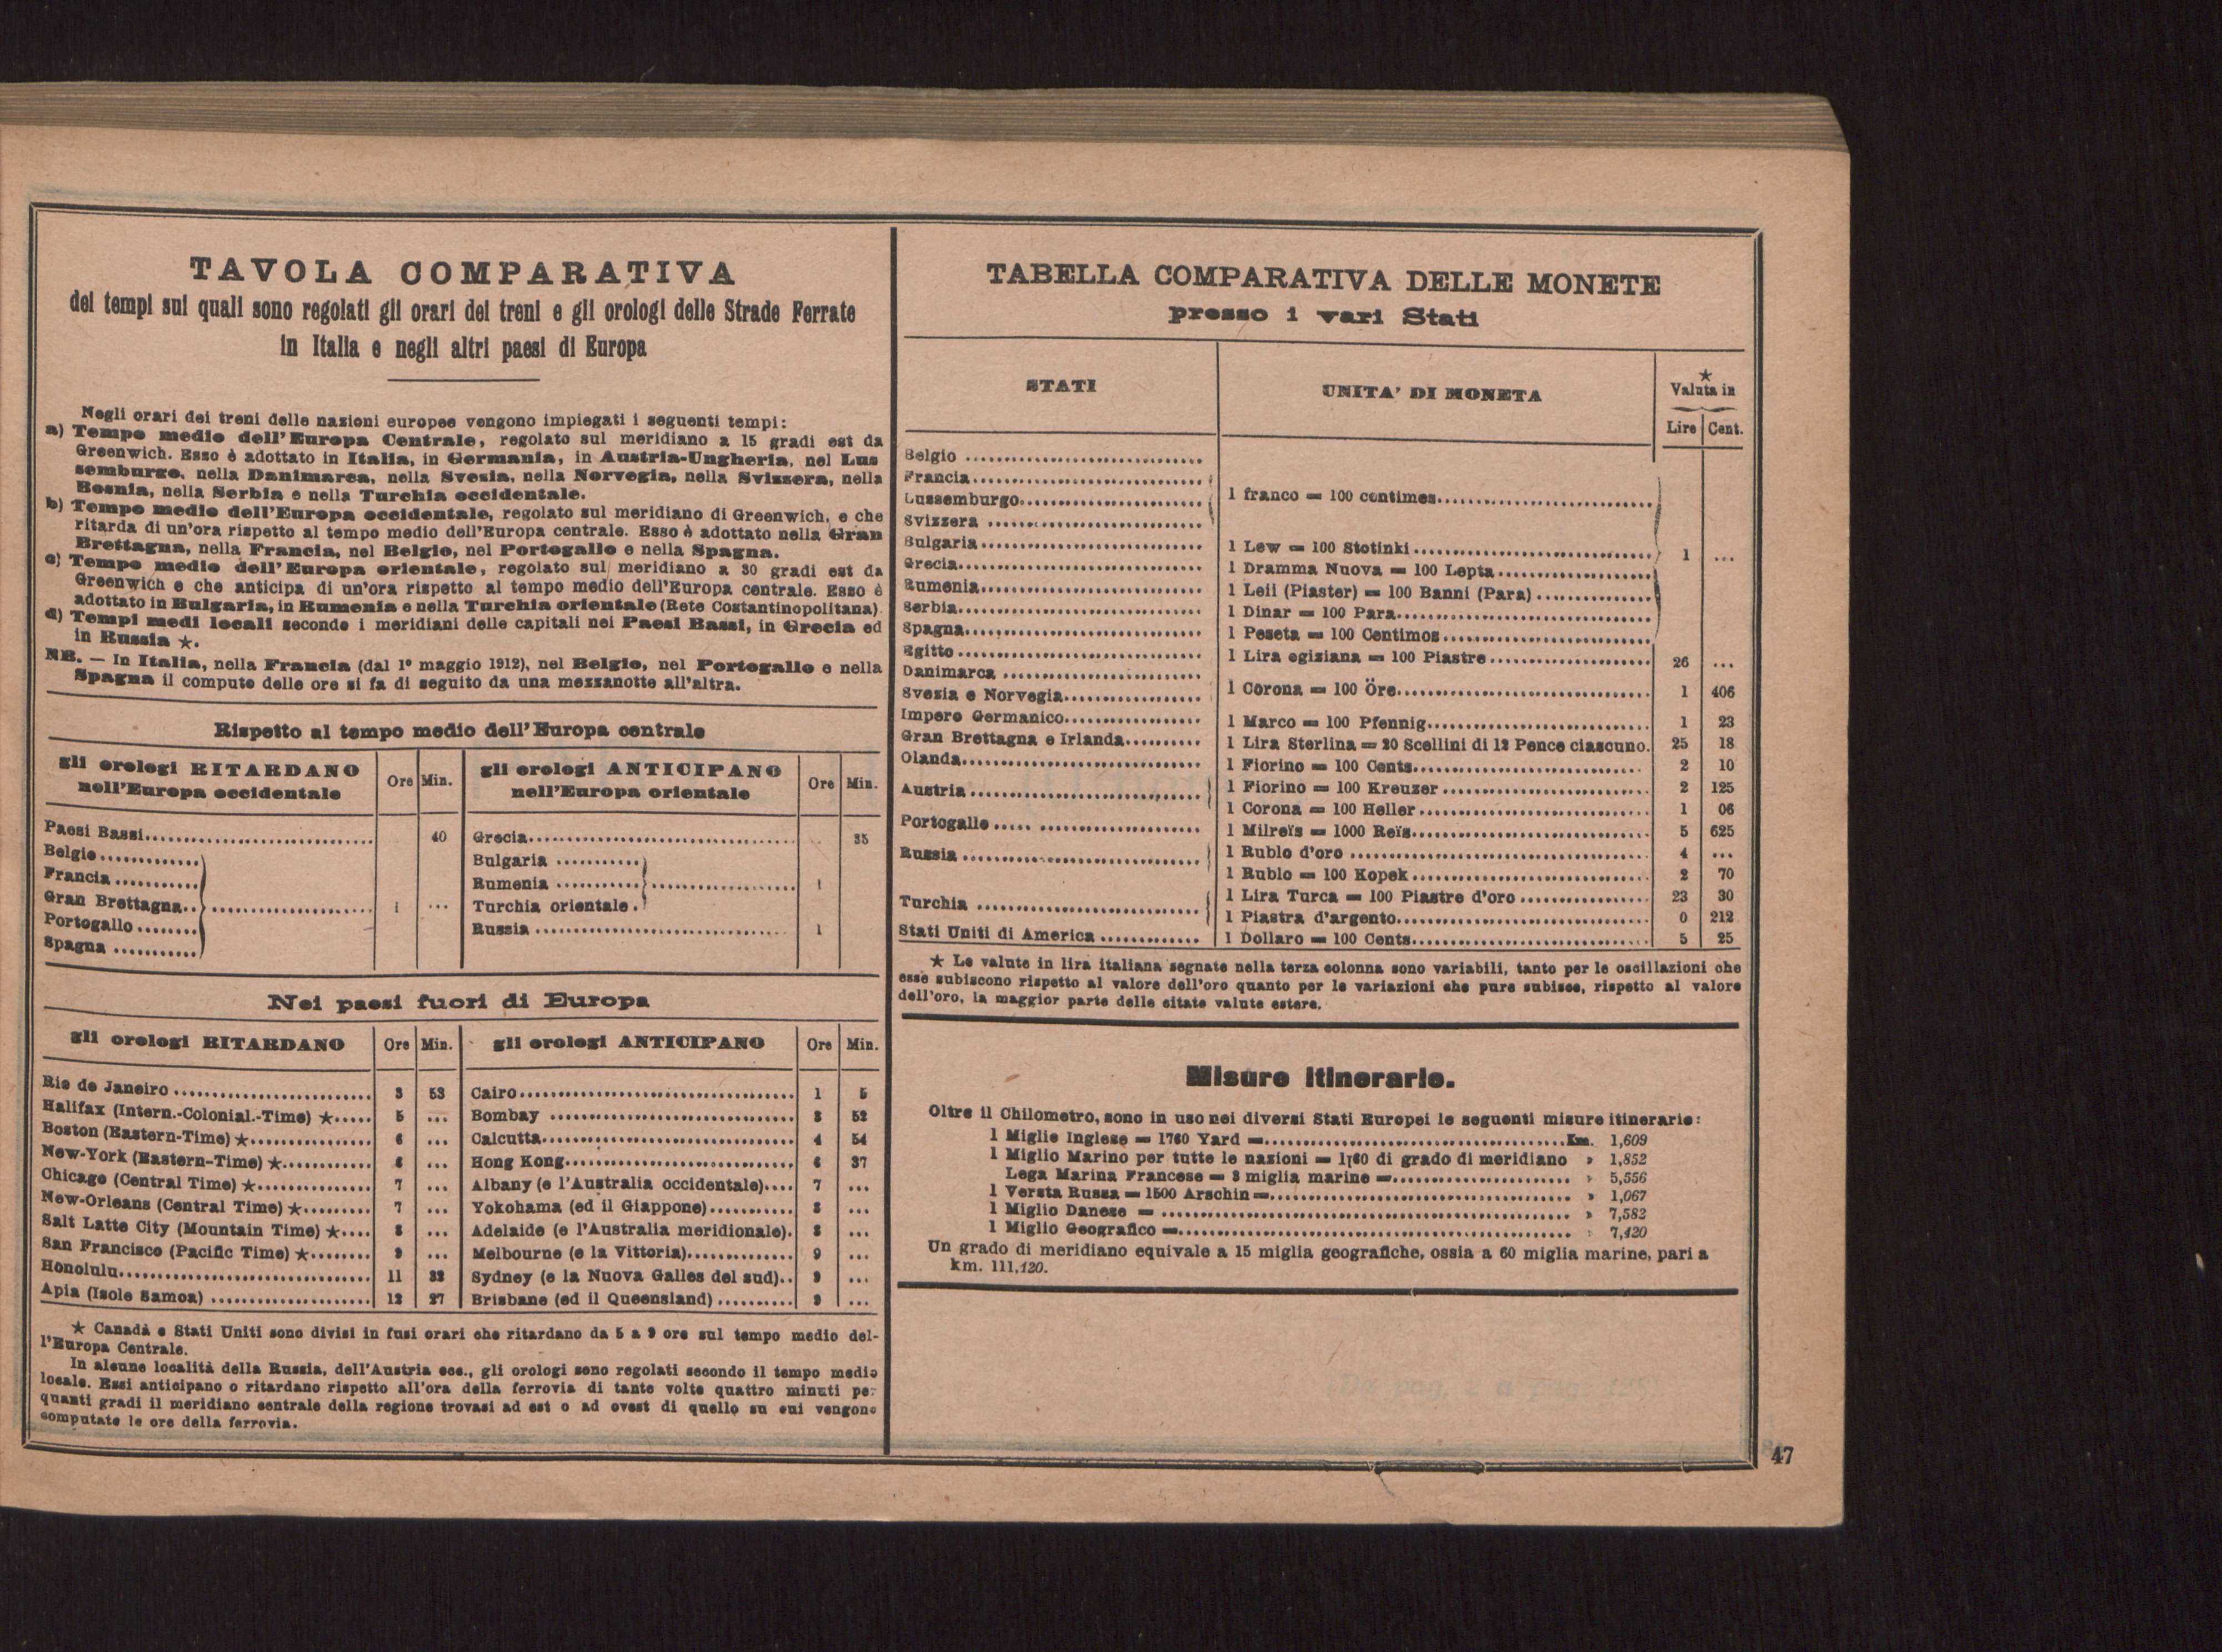 TAVOLA COMPARATIVA
dei tempi sui quali sono regolati gli orari dei treni e gli orologi delle Strade Ferrate
in Italia e negli altri paesi di Europa
Negli orari dei treni delle nazioni europee vengono impiegati i seguenti tempi:
a) Tempo medio dell'Europa Centrale, regolato sul meridiano a 15 gradi est da
Greenwich. Esso è adottato in Italia, in Germania, in Austria-Ungheria, nel Lus
semburgo, nella Danimarca, nella Svezia, nella Norvegia, nella Svizzera, nella
Bosnia, nella Serbia e nella Turchia occidentale.
b) Tempo medio dell'Europa occidentale, regolato sul meridiano di Greenwich, e che
ritarda di un'ora rispetto al tempo medio dell'Europa centrale. Esso è adottato nella Gran
Brettagna, nella Francia, nel Belgio, nel Portogallo e nella Spagna.
c) Tempo medio dell'Europa orientale, regolato sul meridiano a 30 gradi est da
Greenwich e che anticipa di un'ora rispetto al tempo medio dell'Europa centrale. Esso è
adottato in Bulgaria, in Rumenia e nella Turchia orientale (Rete Costantinopolitana)
d) Tempi medi locali seconde i meridiani delle capitali nei Paesi Bassi, in Grecia ed
in Russia ★.
NB. — In Italia, nella Francia (dal 1° maggio 1912), nel Belgio, nel Portogallo e nella
Spagna il compute delle ore si fa di seguito da una mezzanotte all'altra.
Rispetto al tempo medio dell'Europa centrale
gli orologi RITARDANO nell'Europa occidentale | Ore | Min. | gli orologi ANTICIPANO nell'Europa orientale | Ore | Min.
Paesi Bassi 40 | Grecia 35
Belgio | Bulgaria
Francia | Rumenia 1
Gran Brettagna 1 ... | Turchia orientale
Portogallo | Russia 1
Spagna
Nei paesi fuori di Europa
gli orologi RITARDANO | Ore | Min. | gli orologi ANTICIPANO | Ore | Min.
Rio de Janeiro 3 53 | Cairo 1 5
Halifax (Intern.-Colonial.-Time) ★ 5 ... | Bombay 3 52
Boston (Eastern-Time) ★ 6 ... | Calcutta 4 54
New-York (Eastern-Time) ★ 6 ... | Hong Kong 6 37
Chicago (Central Time) ★ 7 ... | Albany (e l'Australia occidentale) 7 ...
New-Orleans (Central Time) ★ 7 ... | Yokohama (ed il Giappone) 8 ...
Salt Latte City (Mountain Time) ★ 8 ... | Adelaide (e l'Australia meridionale) 8 ...
San Francisco (Pacific Time) ★ 9 ... | Melbourne (e la Vittoria) 9 ...
Honolulu 11 32 | Sydney (e la Nuova Galles del sud) 9 ...
Apia (Isole Samoa) 12 27 | Brisbane (ed il Queensland) 9 ...
★ Canadà e Stati Uniti sono divisi in fusi orari che ritardano da 5 a 9 ore sul tempo medio del-
l'Europa Centrale.
In alcune località della Russia, dell'Austria ecc., gli orologi sono regolati secondo il tempo medio
locale. Essi anticipano o ritardano rispetto all'ora della ferrovia di tante volte quattro minuti per
quanti gradi il meridiano centrale della regione trovasi ad est o ad ovest di quello su cui vengono
computate le ore della ferrovia.
TABELLA COMPARATIVA DELLE MONETE
presso i vari Stati
STATI | UNITA' DI MONETA | ★ Valuta in Lire | Cent.
Belgio
Francia
Lussemburgo | 1 franco = 100 centimes
Svizzera
Bulgaria | 1 Lew = 100 Stotinki | 1 ...
Grecia | 1 Dramma Nuova = 100 Lepta
Rumenia | 1 Leii (Piaster) = 100 Banni (Para)
Serbia | 1 Dinar = 100 Para
Spagna | 1 Peseta = 100 Centimos
Egitto | 1 Lira egiziana = 100 Piastre | 26 ...
Danimarca
Svezia e Norvegia | 1 Corona = 100 Öre | 1 406
Impero Germanico | 1 Marco = 100 Pfennig | 1 23
Gran Brettagna e Irlanda | 1 Lira Sterlina = 20 Scellini di 12 Pence ciascuno. | 25 18
Olanda | 1 Fiorino = 100 Cents | 2 10
Austria | 1 Fiorino = 100 Kreuzer | 2 125
1 Corona = 100 Heller | 1 06
Portogallo | 1 Milreïs = 1000 Reïs | 5 625
Russia | 1 Rublo d'oro | 4 ...
1 Rublo = 100 Kopek | 2 70
Turchia | 1 Lira Turca = 100 Piastre d'oro | 23 30
1 Piastra d'argento | 0 212
Stati Uniti di America | 1 Dollaro = 100 Cents | 5 25
★ Le valute in lira italiana segnate nella terza colonna sono variabili, tanto per le oscillazioni che
esse subiscono rispetto al valore dell'oro quanto per le variazioni che pure subisce, rispetto al valore
dell'oro, la maggior parte delle citate valute estere.
Misure itinerarie.
Oltre il Chilometro, sono in uso nei diversi Stati Europei le seguenti misure itinerarie:
1 Miglio Inglese = 1760 Yard = Km. 1,609
1 Miglio Marino per tutte le nazioni = 1/60 di grado di meridiano » 1,852
Lega Marina Francese = 3 miglia marine = » 5,556
1 Versta Russa = 1500 Arschin = » 1,067
1 Miglio Danese = » 7,582
1 Miglio Geografico = » 7,420
Un grado di meridiano equivale a 15 miglia geografiche, ossia a 60 miglia marine, pari a
km. 111,120.
47